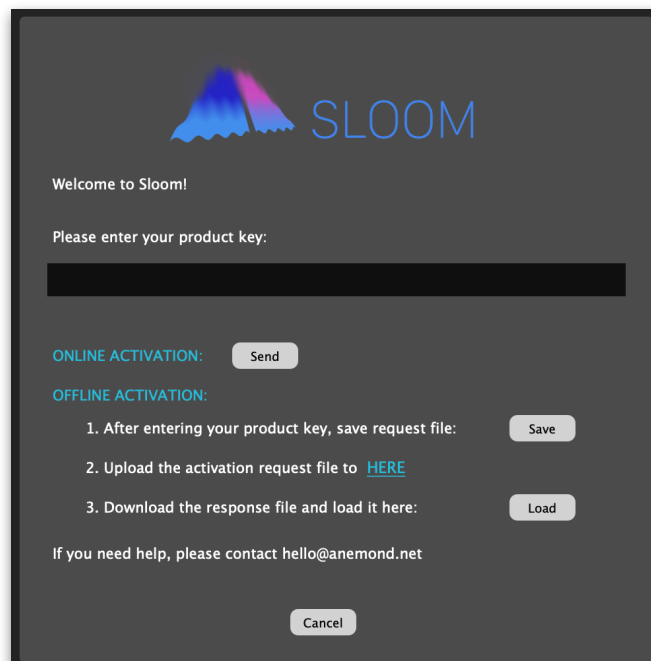 SLOOM
Welcome to Sloom!
Please enter your product key:
ONLINE ACTIVATION: Send
OFFLINE ACTIVATION:
1. After entering your product key, save request file: Save
2. Upload the activation request file to HERE
3. Download the response file and load it here: Load
If you need help, please contact hello@anemond.net
Cancel